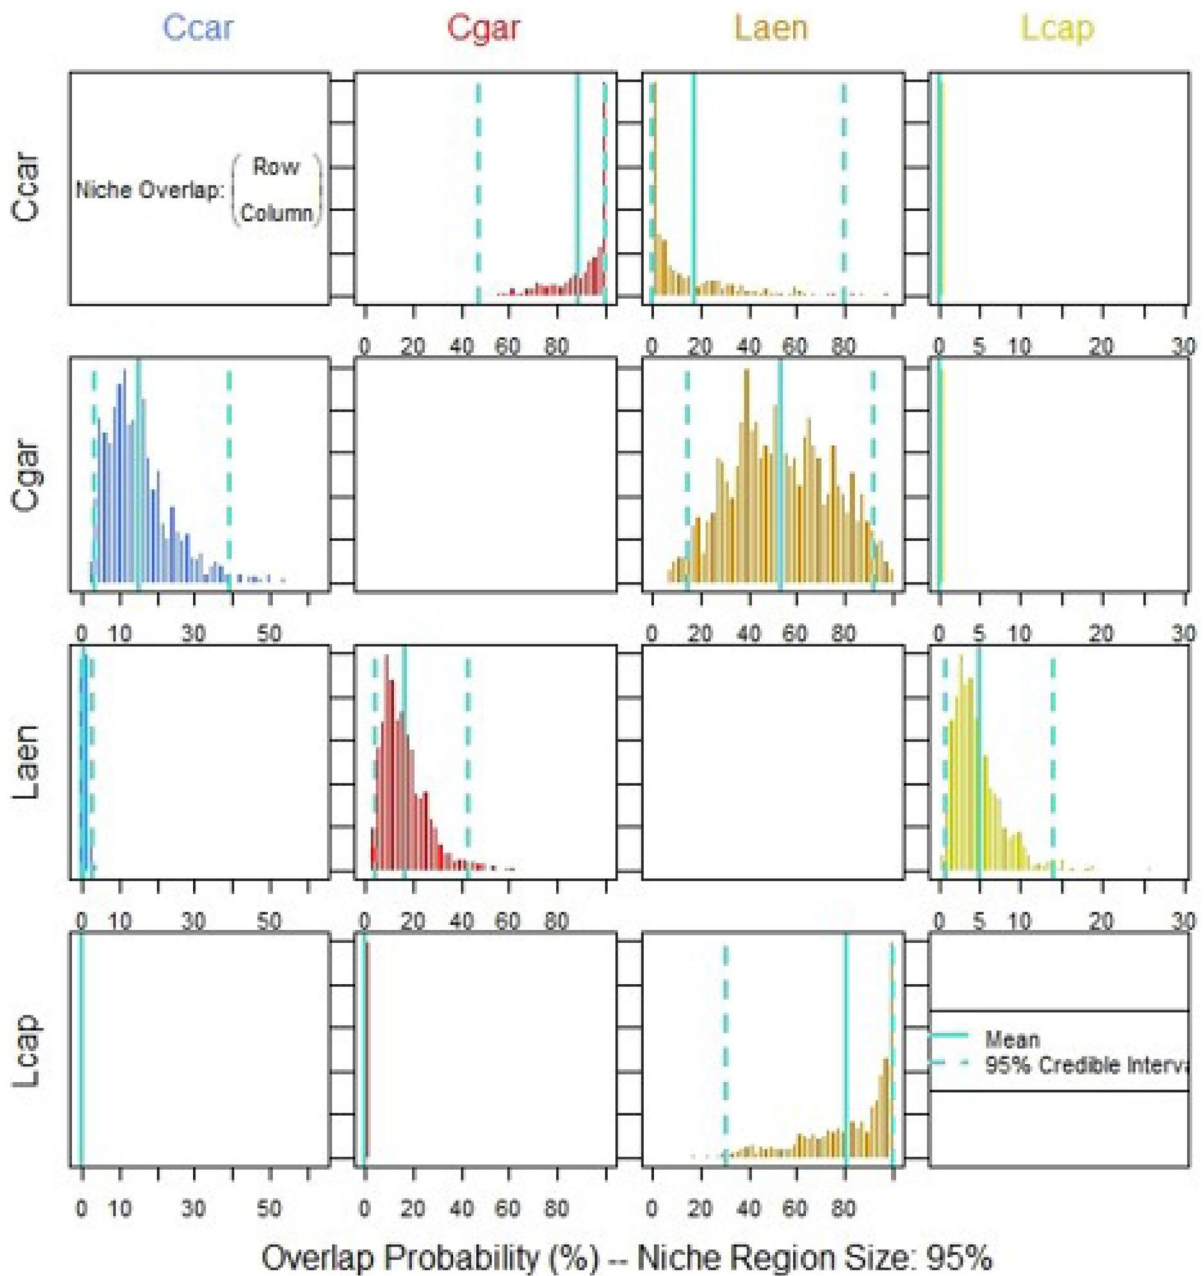 Ccar Cgar Laen Lcap
Ccar
Niche Overlap: (Row
Column)
0 20 40 60 80
0 20 40 60 80
0 5 10 20 30
Cgar
0 10 30 50
0 20 40 60 80
0 5 10 20 30
Laen
0 10 30 50
0 20 40 60 80
0 5 10 20 30
Lcap
Mean
95% Credible Interva
0 10 30 50
0 20 40 60 80
0 20 40 60 80
Overlap Probability (%) -- Niche Region Size: 95%